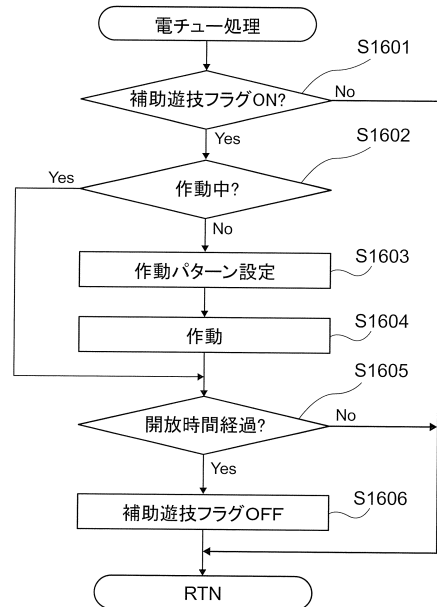 電チュー処理
S1601
補助遊技フラグON?
No
Yes
S1602
Yes
作動中?
No
作動パターン設定
S1603
作動
S1604
S1605
開放時間経過?
No
Yes
S1606
補助遊技フラグOFF
RTN